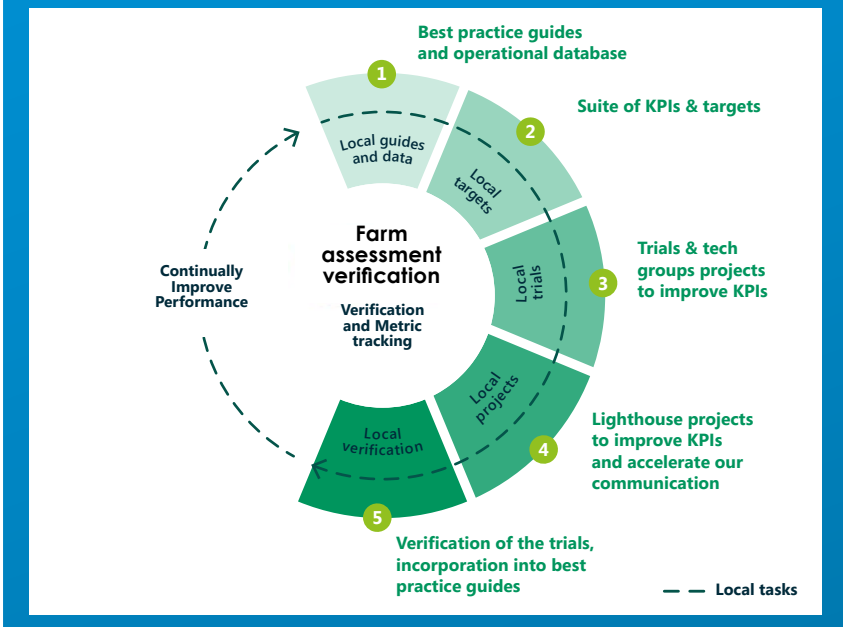 Best practice guides
and operational database
1
Local guides
and data
Suite of KPIs & targets
2
Local
targets
Trials & tech
groups projects
to improve KPIs
3
Local
trials
Lighthouse projects
to improve KPIs
and accelerate our
communication
4
Local
projects
Verification of the trials,
incorporation into best
practice guides
5
Local
verification
Farm
assessment
verification
Verification
and Metric
tracking
Continually
Improve
Performance
Local tasks